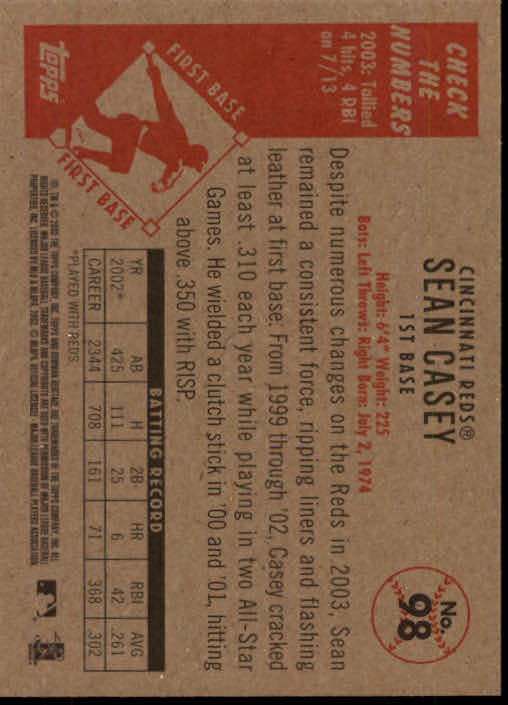 CINCINNATI REDS®
SEAN CASEY
1ST BASE
No.
98
Height: 6'4" Weight: 225
Bats: Left Throws: Right Born: July 2, 1974
CHECK
THE
NUMBERS
2003: Tallied
4 hits, 4 RBI
on 7/13
Despite numerous changes on the Reds in 2003, Sean
remained a consistent force, ripping liners and flashing
leather at first base. From 1999 through '02, Casey cracked
at least .310 each year while playing in two All-Star
Games. He wielded a clutch stick in '00 and '01, hitting
above .350 with RISP.
FIRST BASE
FIRST BASE
topps
BATTING RECORD
YR AB H 2B HR RBI AVG
2002* 425 111 25 6 42 .261
CAREER 2344 708 161 71 368 .302
*PLAYED WITH REDS